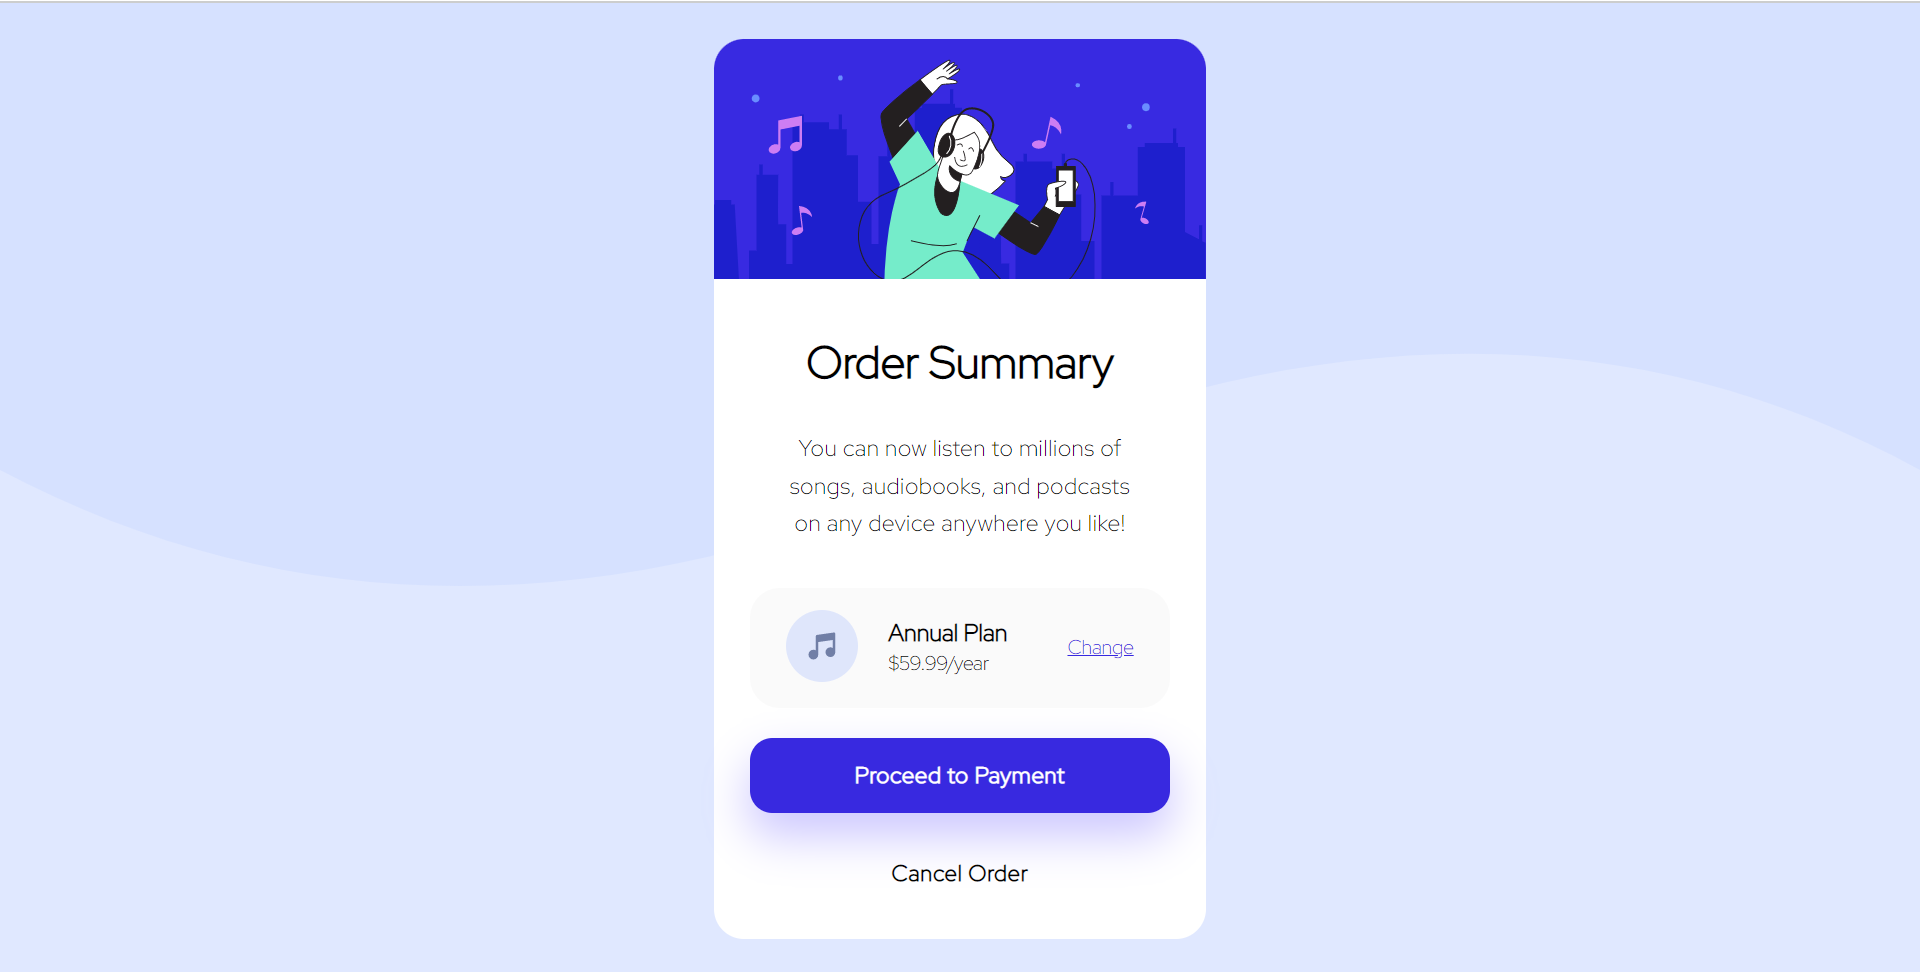 Order Summary
You can now listen to millions of
songs, audiobooks, and podcasts
on any device anywhere you like!
Annual Plan
$59.99/year
Change
Proceed to Payment
Cancel Order